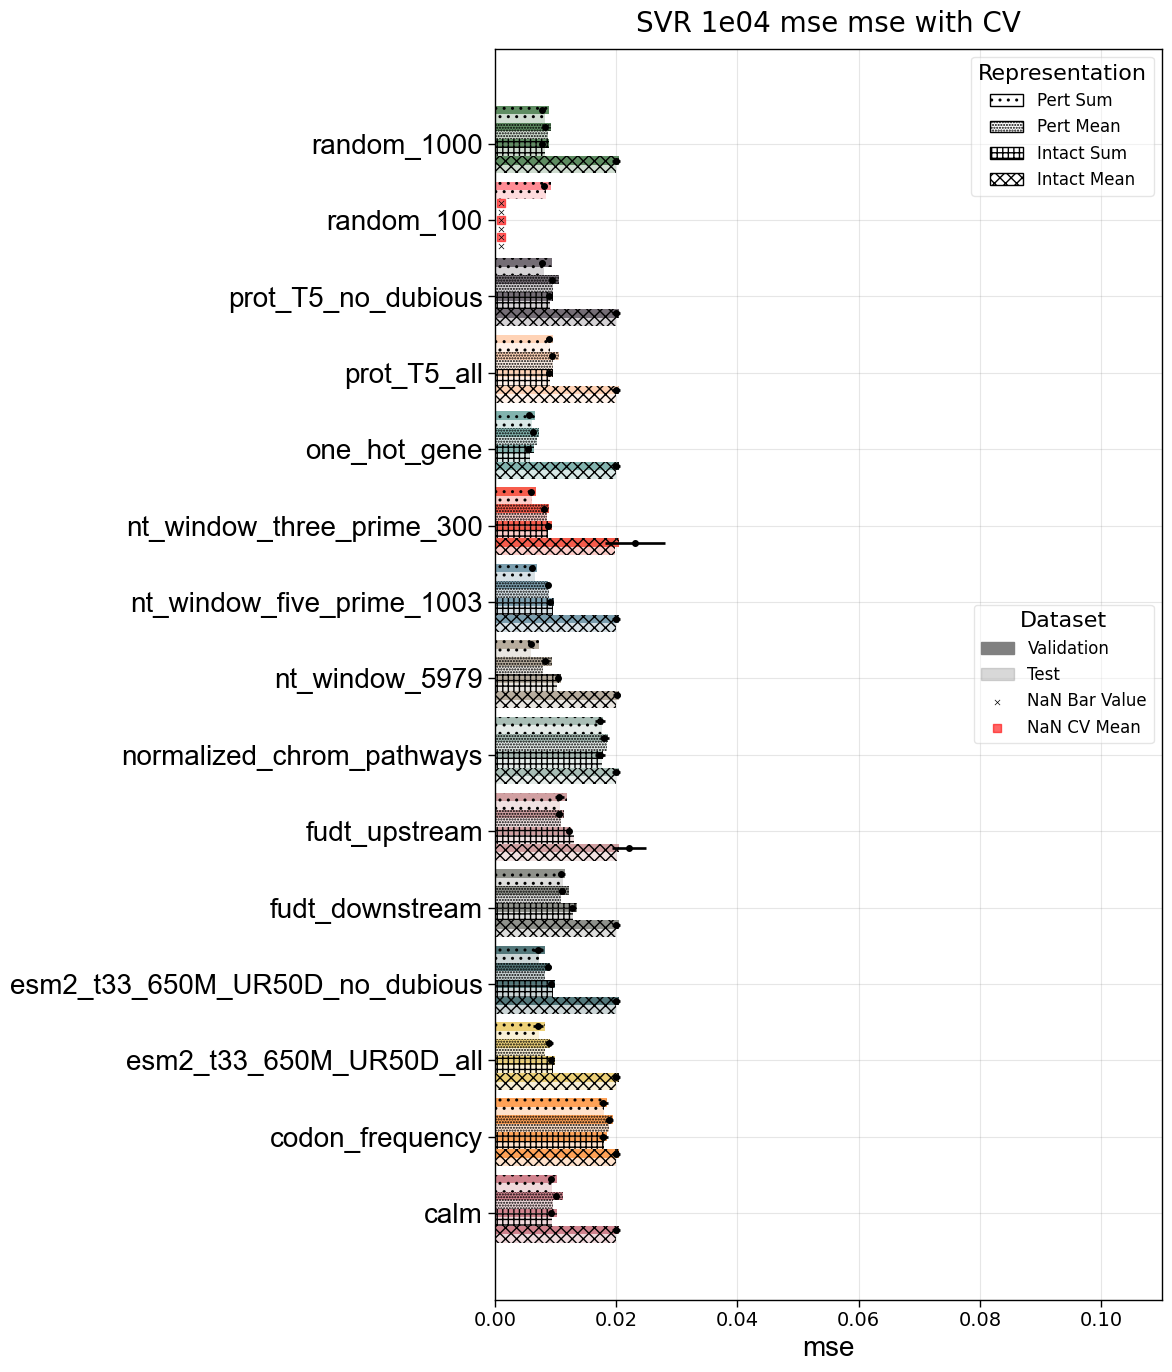 SVR 1e04 mse mse with CV
Representation
Pert Sum
Pert Mean
Intact Sum
Intact Mean
random_1000
random_100
prot_T5_no_dubious
prot_T5_all
one_hot_gene
nt_window_three_prime_300
nt_window_five_prime_1003
Dataset
Validation
Test
NaN Bar Value
NaN CV Mean
nt_window_5979
normalized_chrom_pathways
fudt_upstream
fudt_downstream
esm2_t33_650M_UR50D_no_dubious
esm2_t33_650M_UR50D_all
codon_frequency
calm
0.00 0.02 0.04 0.06 0.08 0.10
mse